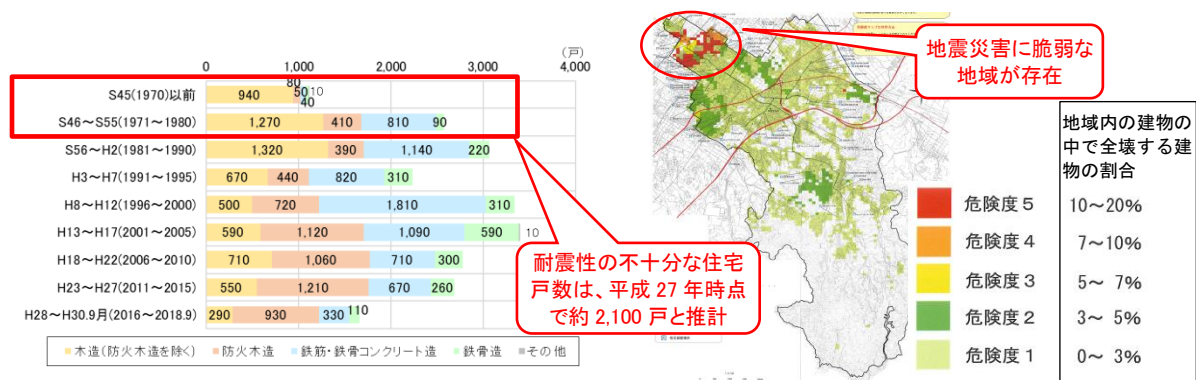 (戸)
0 1,000 2,000 3,000 4,000
S45(1970)以前 940 80 50 40 10
S46~S55(1971~1980) 1,270 410 810 90
S56~H2(1981~1990) 1,320 390 1,140 220
H3~H7(1991~1995) 670 440 820 310
H8~H12(1996~2000) 500 720 1,810 310
H13~H17(2001~2005) 590 1,120 1,090 590 10
H18~H22(2006~2010) 710 1,060 710 300
H23~H27(2011~2015) 550 1,210 670 260
H28~H30.9月(2016~2018.9) 290 930 330 110
木造(防火木造を除く) 防火木造 鉄筋・鉄骨コンクリート造 鉄骨造 その他
耐震性の不十分な住宅
戸数は、平成 27 年時点
で約 2,100 戸と推計
地震災害に脆弱な
地域が存在
地域内の建物の
中で全壊する建
物の割合
危険度5 10~20%
危険度4 7~10%
危険度3 5~ 7%
危険度2 3~ 5%
危険度1 0~ 3%